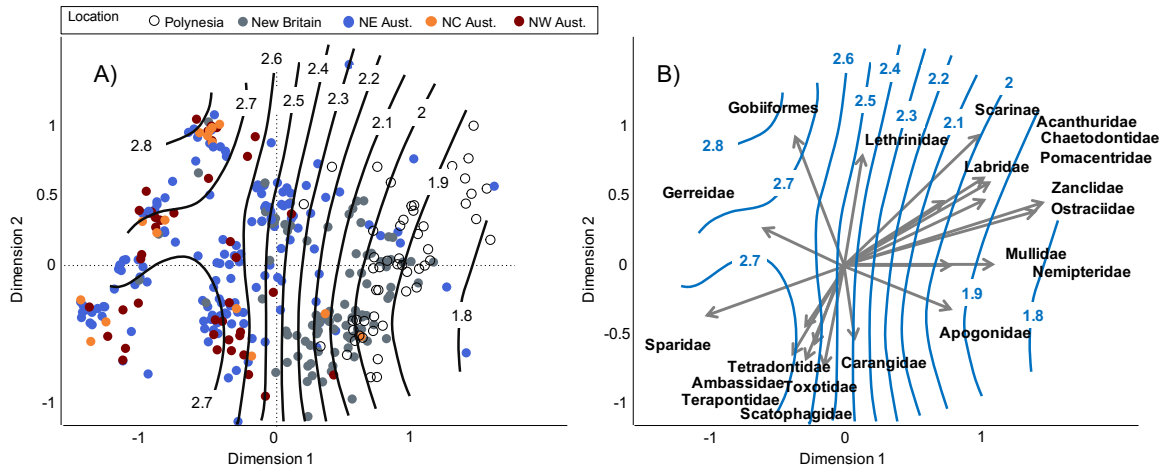 Location
Polynesia New Britain NE Aust. NC Aust. NW Aust.
A)
2.6
2.4
2.2
2.7
2.5
2.3
2
2.1
2.8
1.9
1.8
2.7
1
0.5
0
-0.5
-1
Dimension 2
-1
0
1
Dimension 1
B)
2.6
2.4
2.2
2
2.5
2.3
2.1
2.8
2.7
2.7
1.9
1.8
Gobiiformes
Scarinae
Acanthuridae
Lethrinidae
Chaetodontidae
Pomacentridae
Labridae
Gerreidae
Zanclidae
Ostraciidae
Mullidae
Nemipteridae
Apogonidae
Sparidae
Tetradontidae
Carangidae
Ambassidae
Toxotidae
Terapontidae
Scatophagidae
1
0.5
0
-0.5
-1
Dimension 2
-1
0
1
Dimension 1